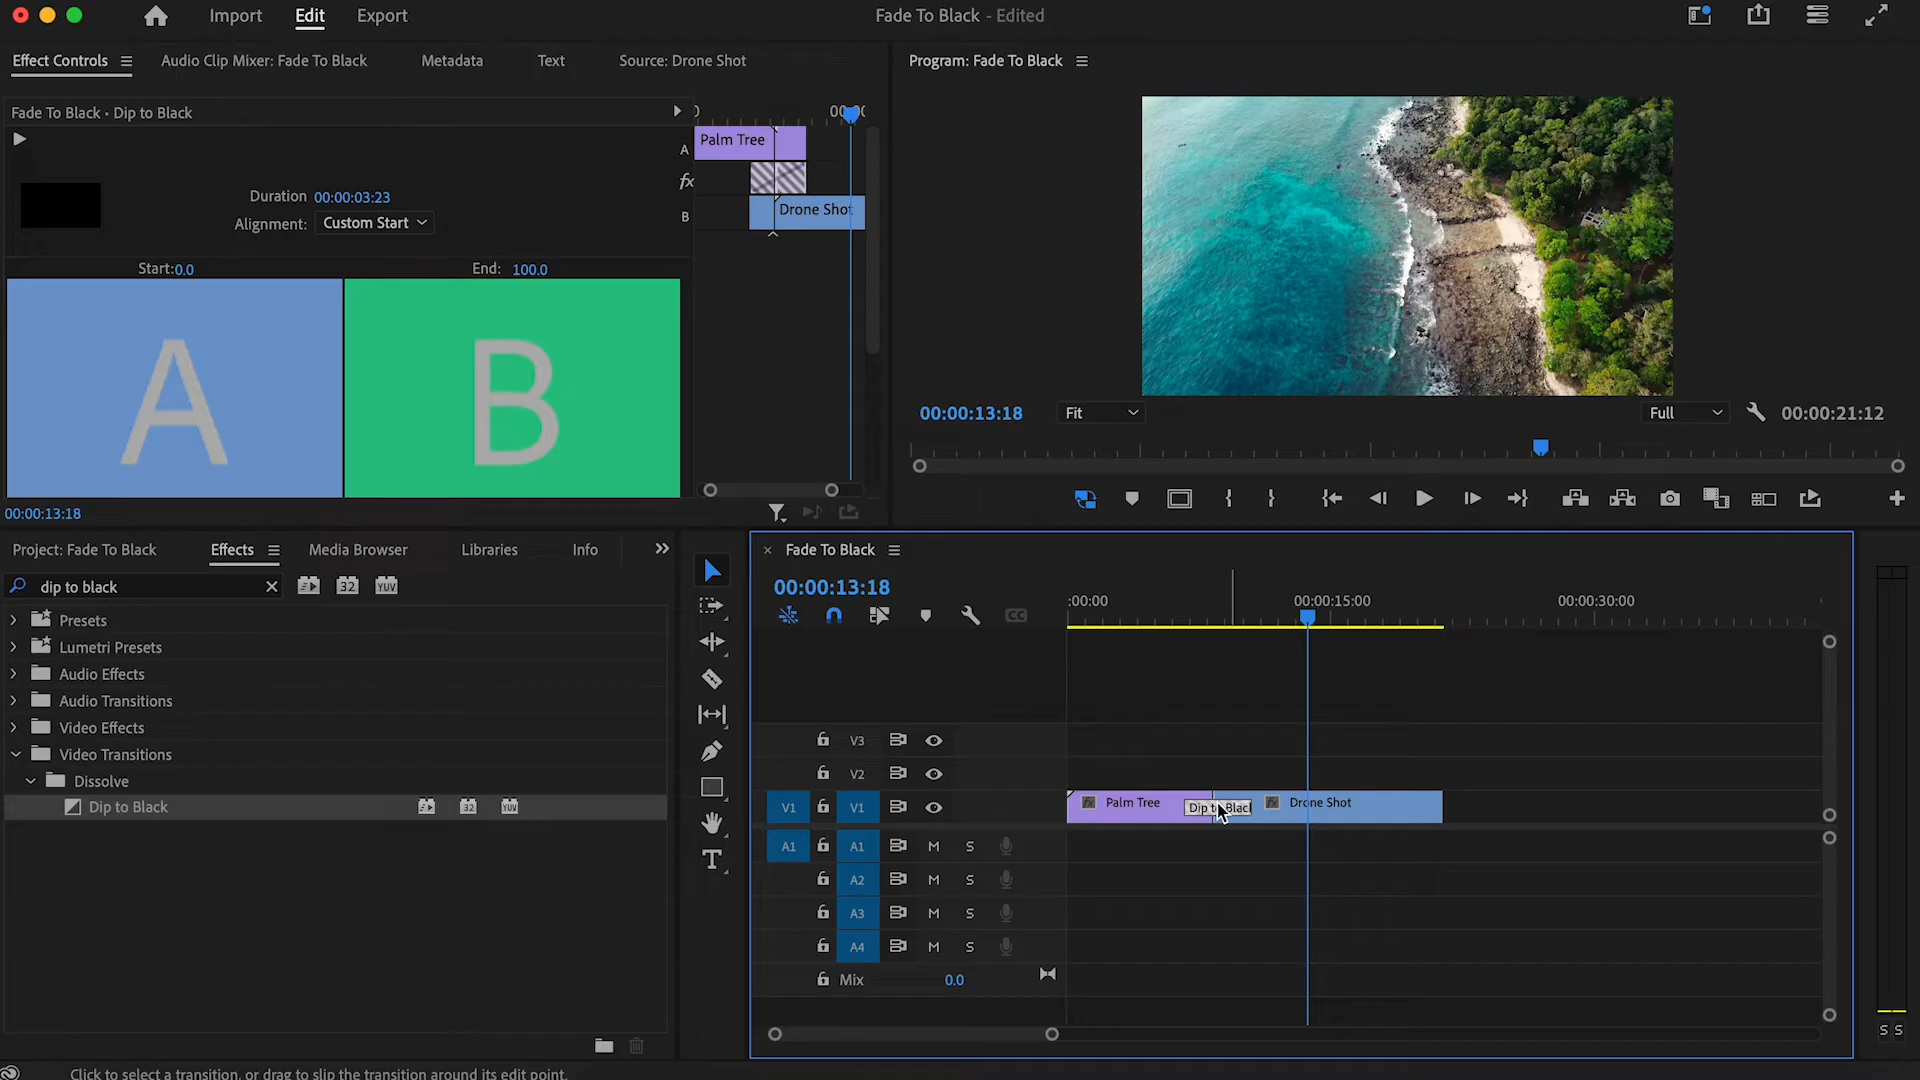 Import
Edit
Export
Fade To Black - Edited
Effect Controls
Audio Clip Mixer: Fade To Black
Metadata
Text
Source: Drone Shot
Program: Fade To Black
Fade To Black • Dip to Black
Palm Tree
A
fx
B
Drone Shot
Duration 00:00:03:23
Alignment: Custom Start
Start:0.0
End: 100.0
A
B
00:00:13:18
00:00:13:18
Fit
Full
00:00:21:12
Project: Fade To Black
Effects
Media Browser
Libraries
Info
dip to black
32
YUV
Presets
Lumetri Presets
Audio Effects
Audio Transitions
Video Effects
Video Transitions
Dissolve
Dip to Black
32
YUV
T
Fade To Black
00:00:13:18
CC
:00:00
00:00:15:00
00:00:30:00
V3
V2
V1 V1
Palm Tree
Drone Shot
A1 A1 M S
A2 M S
A3 M S
A4 M S
Mix 0.0
S S
Click to select a transition, or drag to slip the transition around its edit point.